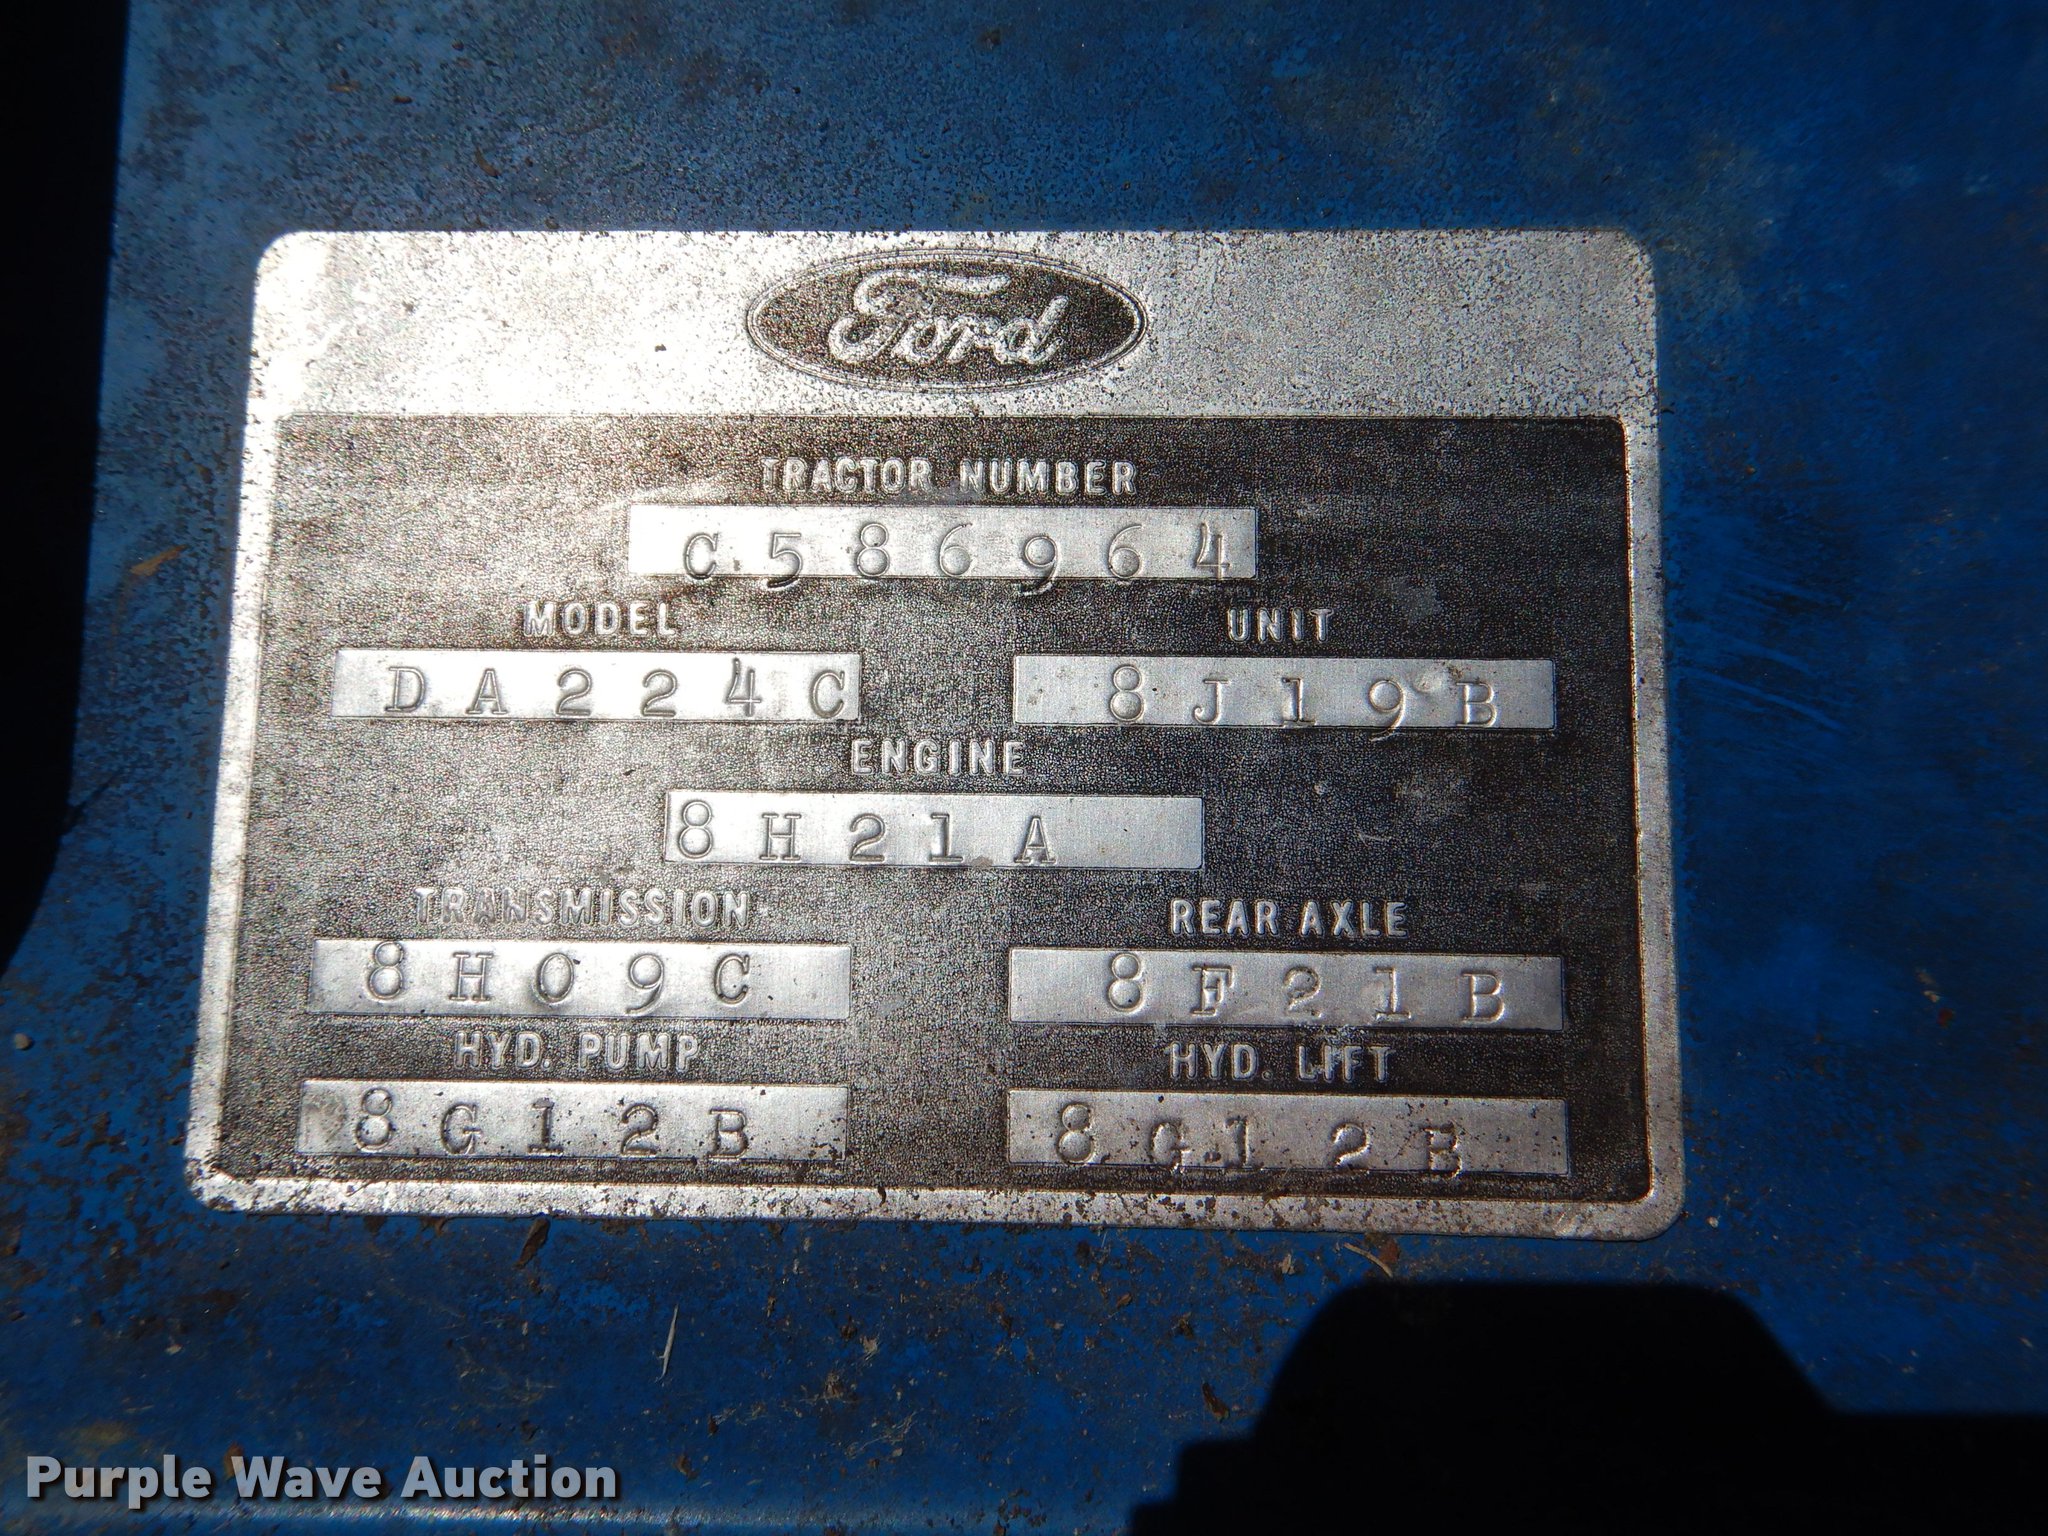 Ford
TRACTOR NUMBER
C586964
MODEL UNIT
DA224C 8J19B
ENGINE
8H21A
TRANSMISSION REAR AXLE
8H09C 8F21B
HYD. PUMP HYD. LIFT
8G12B 8G12B
Purple Wave Auction